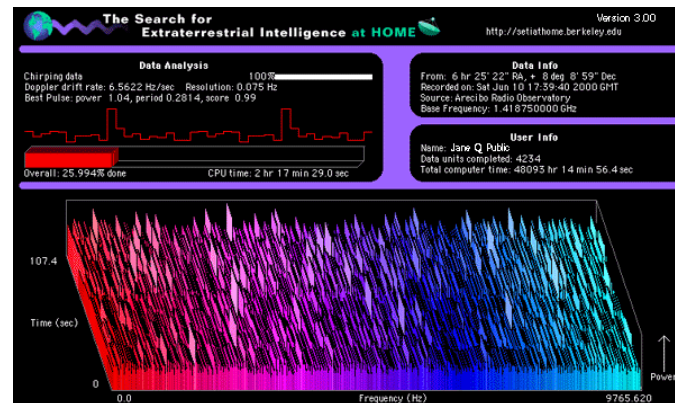 The Search for
Extraterrestrial Intelligence at HOME
Version 3.00
http://setiathome.berkeley.edu
Data Analysis
Chirping data 100%
Doppler drift rate: 6.5622 Hz/sec Resolution: 0.075 Hz
Best Pulse: power 1.04, period 0.2814, score 0.99
Overall: 25.994% done CPU time: 2 hr 17 min 29.0 sec
Data Info
From: 6 hr 25' 22" RA, + 8 deg 8' 59" Dec
Recorded on: Sat Jun 10 17:39:40 2000 GMT
Source: Arecibo Radio Observatory
Base Frequency: 1.418750000 GHz
User Info
Name: Jane Q. Public
Data units completed: 4234
Total computer time: 48093 hr 14 min 56.4 sec
107.4
Time (sec)
0
0.0
Frequency (Hz)
9765.620
Power